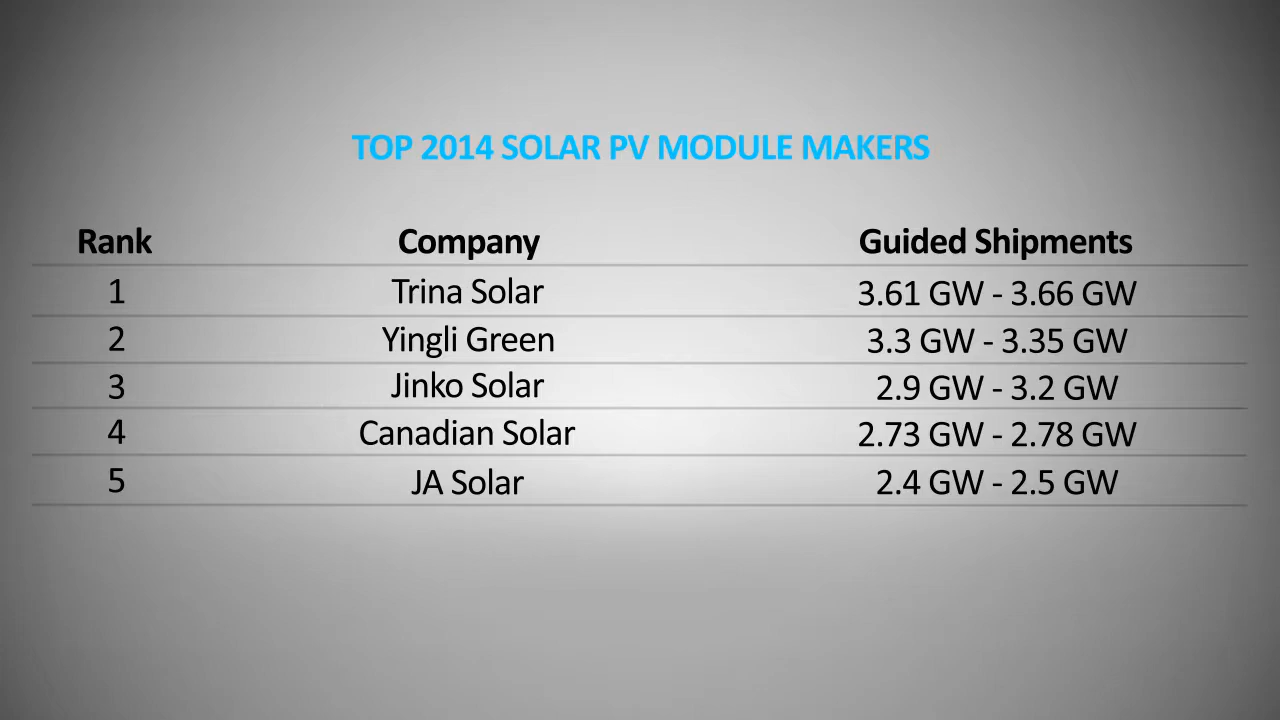 TOP 2014 SOLAR PV MODULE MAKERS
Rank Company Guided Shipments
1 Trina Solar 3.61 GW - 3.66 GW
2 Yingli Green 3.3 GW - 3.35 GW
3 Jinko Solar 2.9 GW - 3.2 GW
4 Canadian Solar 2.73 GW - 2.78 GW
5 JA Solar 2.4 GW - 2.5 GW